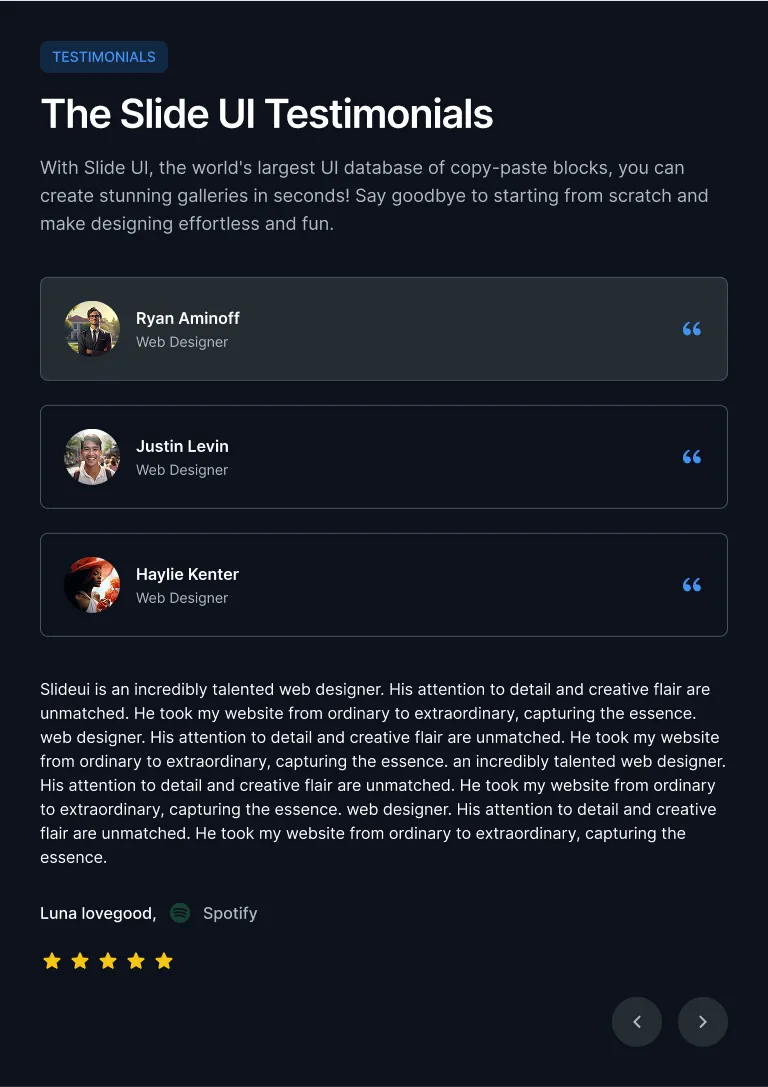 TESTIMONIALS
The Slide UI Testimonials
With Slide UI, the world's largest UI database of copy-paste blocks, you can
create stunning galleries in seconds! Say goodbye to starting from scratch and
make designing effortless and fun.
Ryan Aminoff
Web Designer
“
Justin Levin
Web Designer
“
Haylie Kenter
Web Designer
“
Slideui is an incredibly talented web designer. His attention to detail and creative flair are
unmatched. He took my website from ordinary to extraordinary, capturing the essence.
web designer. His attention to detail and creative flair are unmatched. He took my website
from ordinary to extraordinary, capturing the essence. an incredibly talented web designer.
His attention to detail and creative flair are unmatched. He took my website from ordinary
to extraordinary, capturing the essence. web designer. His attention to detail and creative
flair are unmatched. He took my website from ordinary to extraordinary, capturing the
essence.
Luna lovegood, Spotify